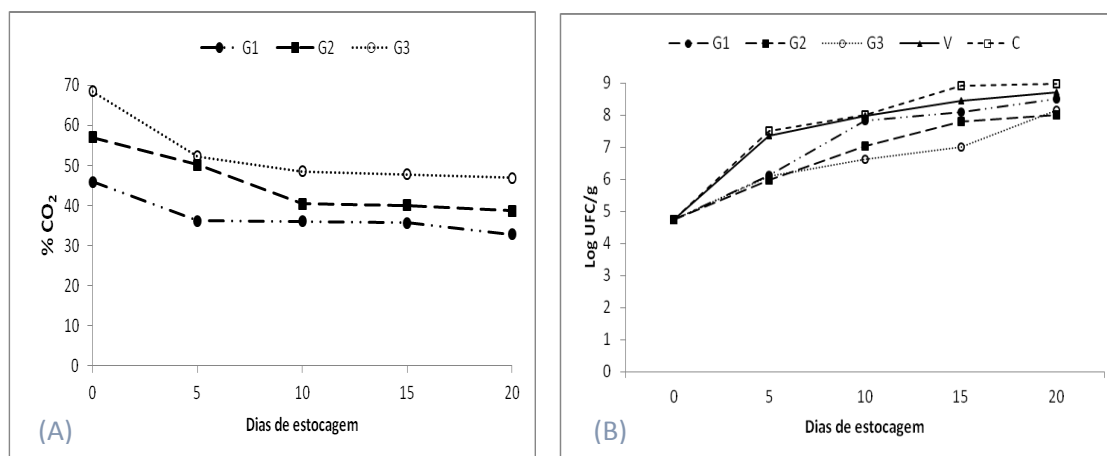 G1 G2 G3
70
60
50
40
30
20
10
0
% CO₂
0 5 10 15 20
Dias de estocagem
(A)
G1 G2 G3 V C
9
8
7
6
5
4
3
2
1
0
Log UFC/g
0 5 10 15 20
Dias de estocagem
(B)